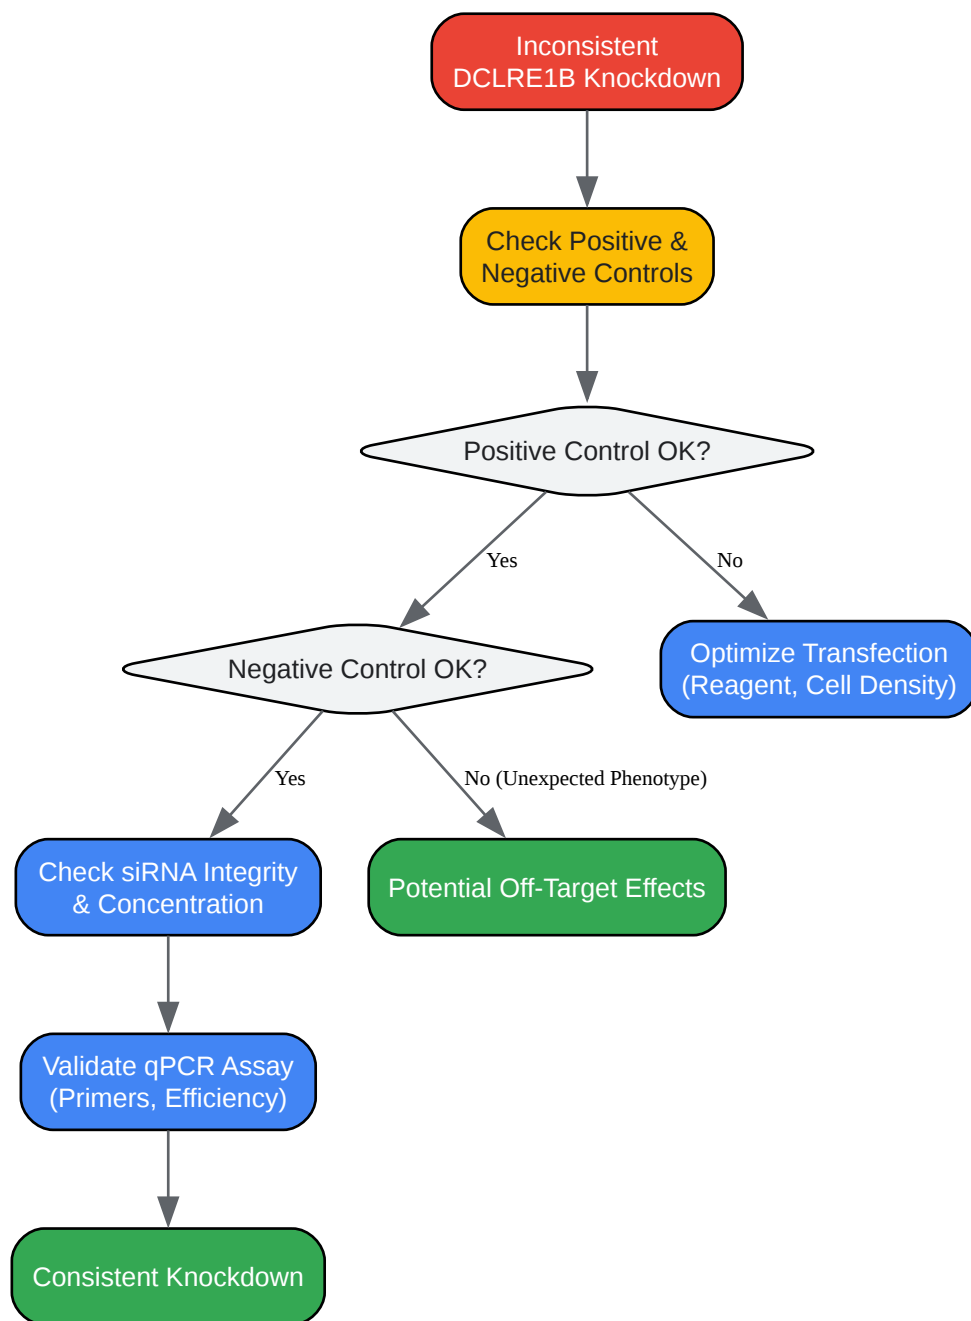 Inconsistent
DCLRE1B Knockdown
Check Positive &
Negative Controls
Positive Control OK?
Yes
No
Negative Control OK?
Optimize Transfection
(Reagent, Cell Density)
Yes
No (Unexpected Phenotype)
Check siRNA Integrity
& Concentration
Potential Off-Target Effects
Validate qPCR Assay
(Primers, Efficiency)
Consistent Knockdown